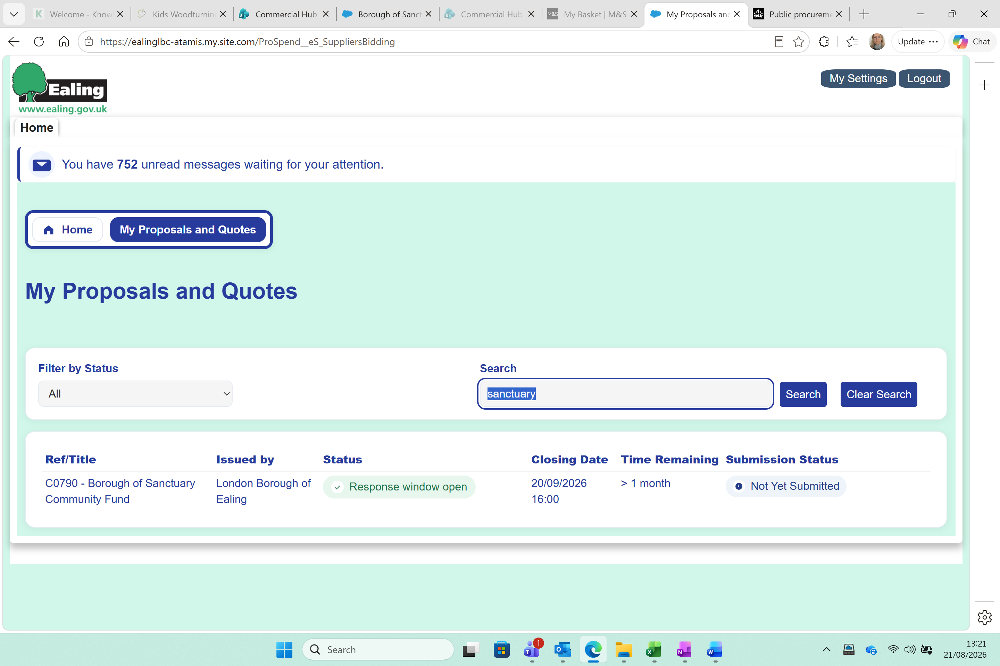 Welcome - Know
Kids Woodturning
Commercial Hub
Borough of Sanct
Commercial Hub
M&S
My Basket | M&S
My Proposals and
Public procureme
https://ealinglbc-atamis.my.site.com/ProSpend__eS_SuppliersBidding
Update
Chat
Ealing
www.ealing.gov.uk
My Settings
Logout
Home
You have 752 unread messages waiting for your attention.
Home
My Proposals and Quotes
My Proposals and Quotes
Filter by Status
Search
All
sanctuary
Search
Clear Search
Ref/Title
Issued by
Status
Closing Date
Time Remaining
Submission Status
C0790 - Borough of Sanctuary
Community Fund
London Borough of
Ealing
Response window open
20/09/2026
16:00
> 1 month
Not Yet Submitted
Search
1
13:21
21/08/2026